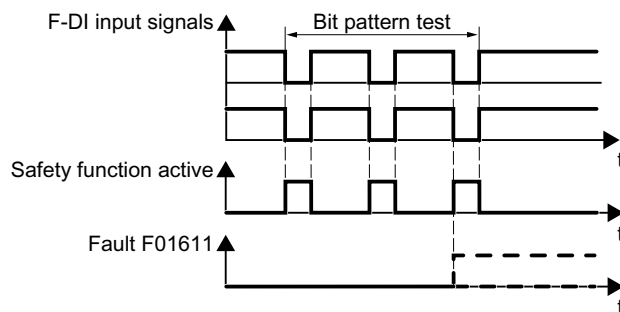 F-DI input signals
Bit pattern test
t
Safety function active
t
Fault F01611
t